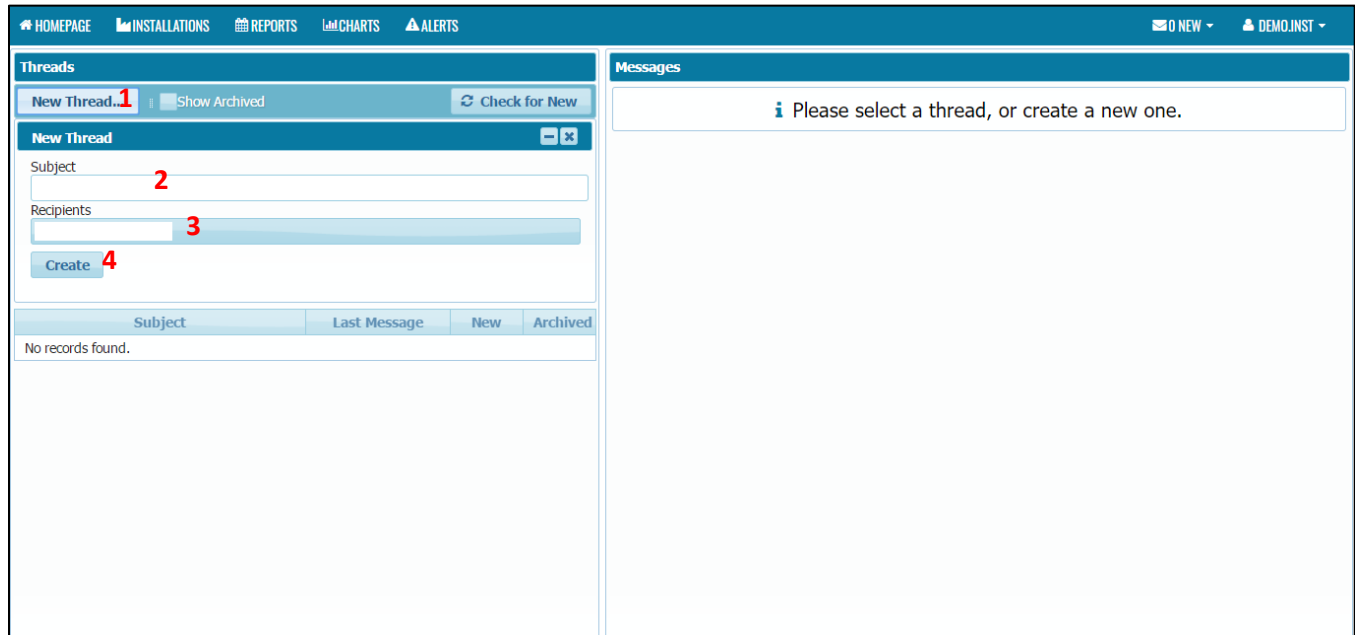 HOMEPAGE INSTALLATIONS REPORTS CHARTS ALERTS 0 NEW DEMO.INST
Threads
New Thread... 1 Show Archived Check for New
New Thread
Subject
2
Recipients
3
Create 4
Subject Last Message New Archived
No records found.
Messages
Please select a thread, or create a new one.